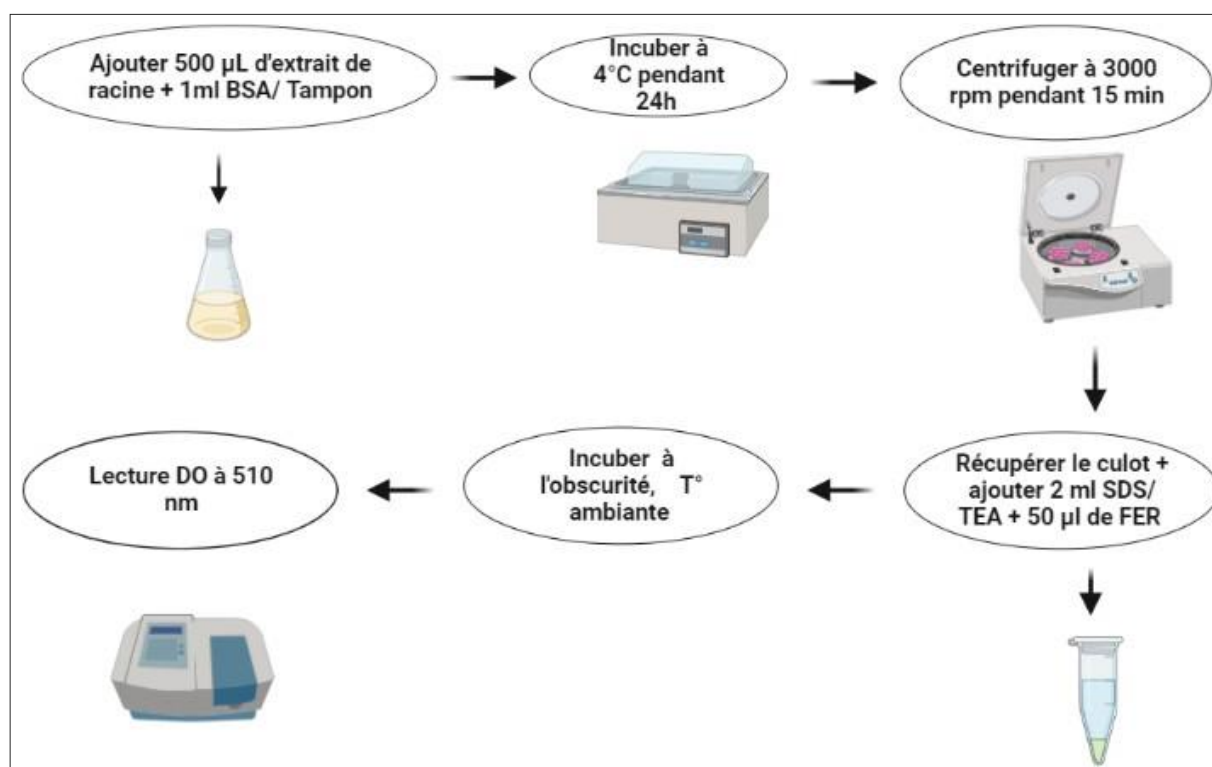 Ajouter 500 µL d'extrait de
racine + 1ml BSA/ Tampon
Incuber à
4°C pendant
24h
Centrifuger à 3000
rpm pendant 15 min
Récupérer le culot +
ajouter 2 ml SDS/
TEA + 50 µl de FER
Incuber à
l'obscurité, T°
ambiante
Lecture DO à 510
nm